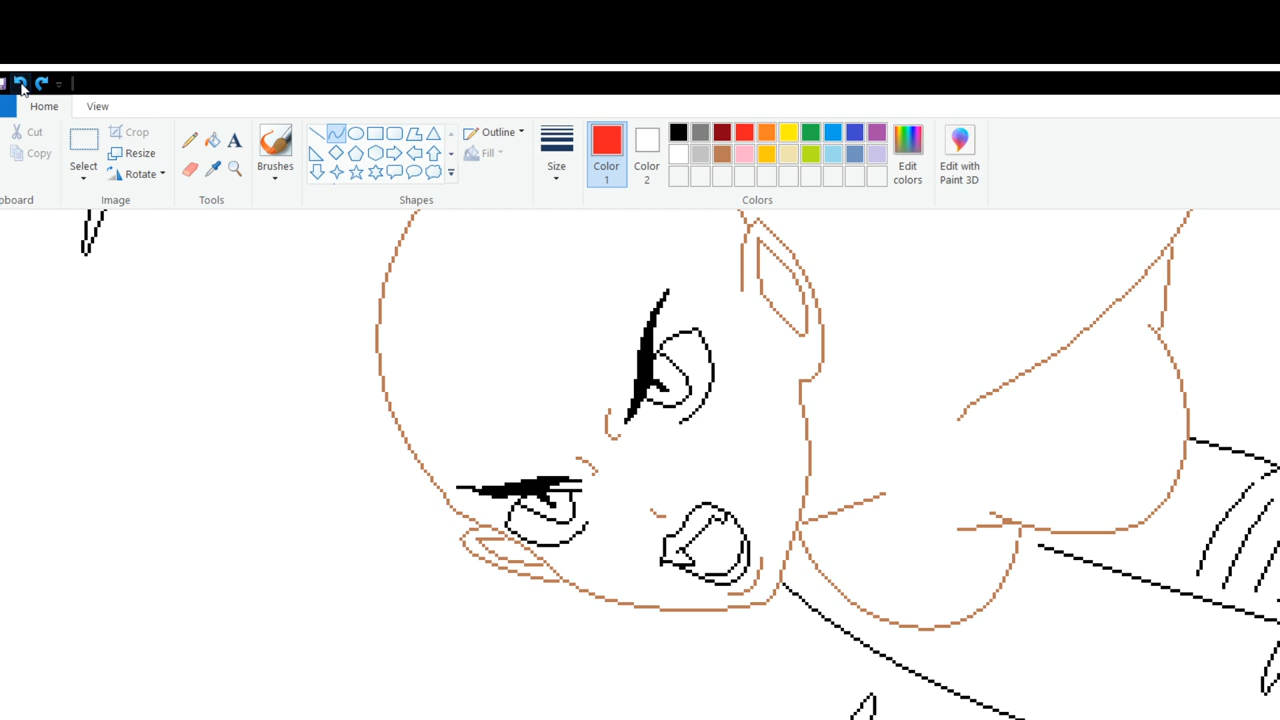 Home View
Cut
Copy
Select
Crop
Resize
Rotate
A
Brushes
Outline
Fill
Size
Color
1
Color
2
Edit
colors
Edit with
Paint 3D
pboard Image Tools Shapes Colors